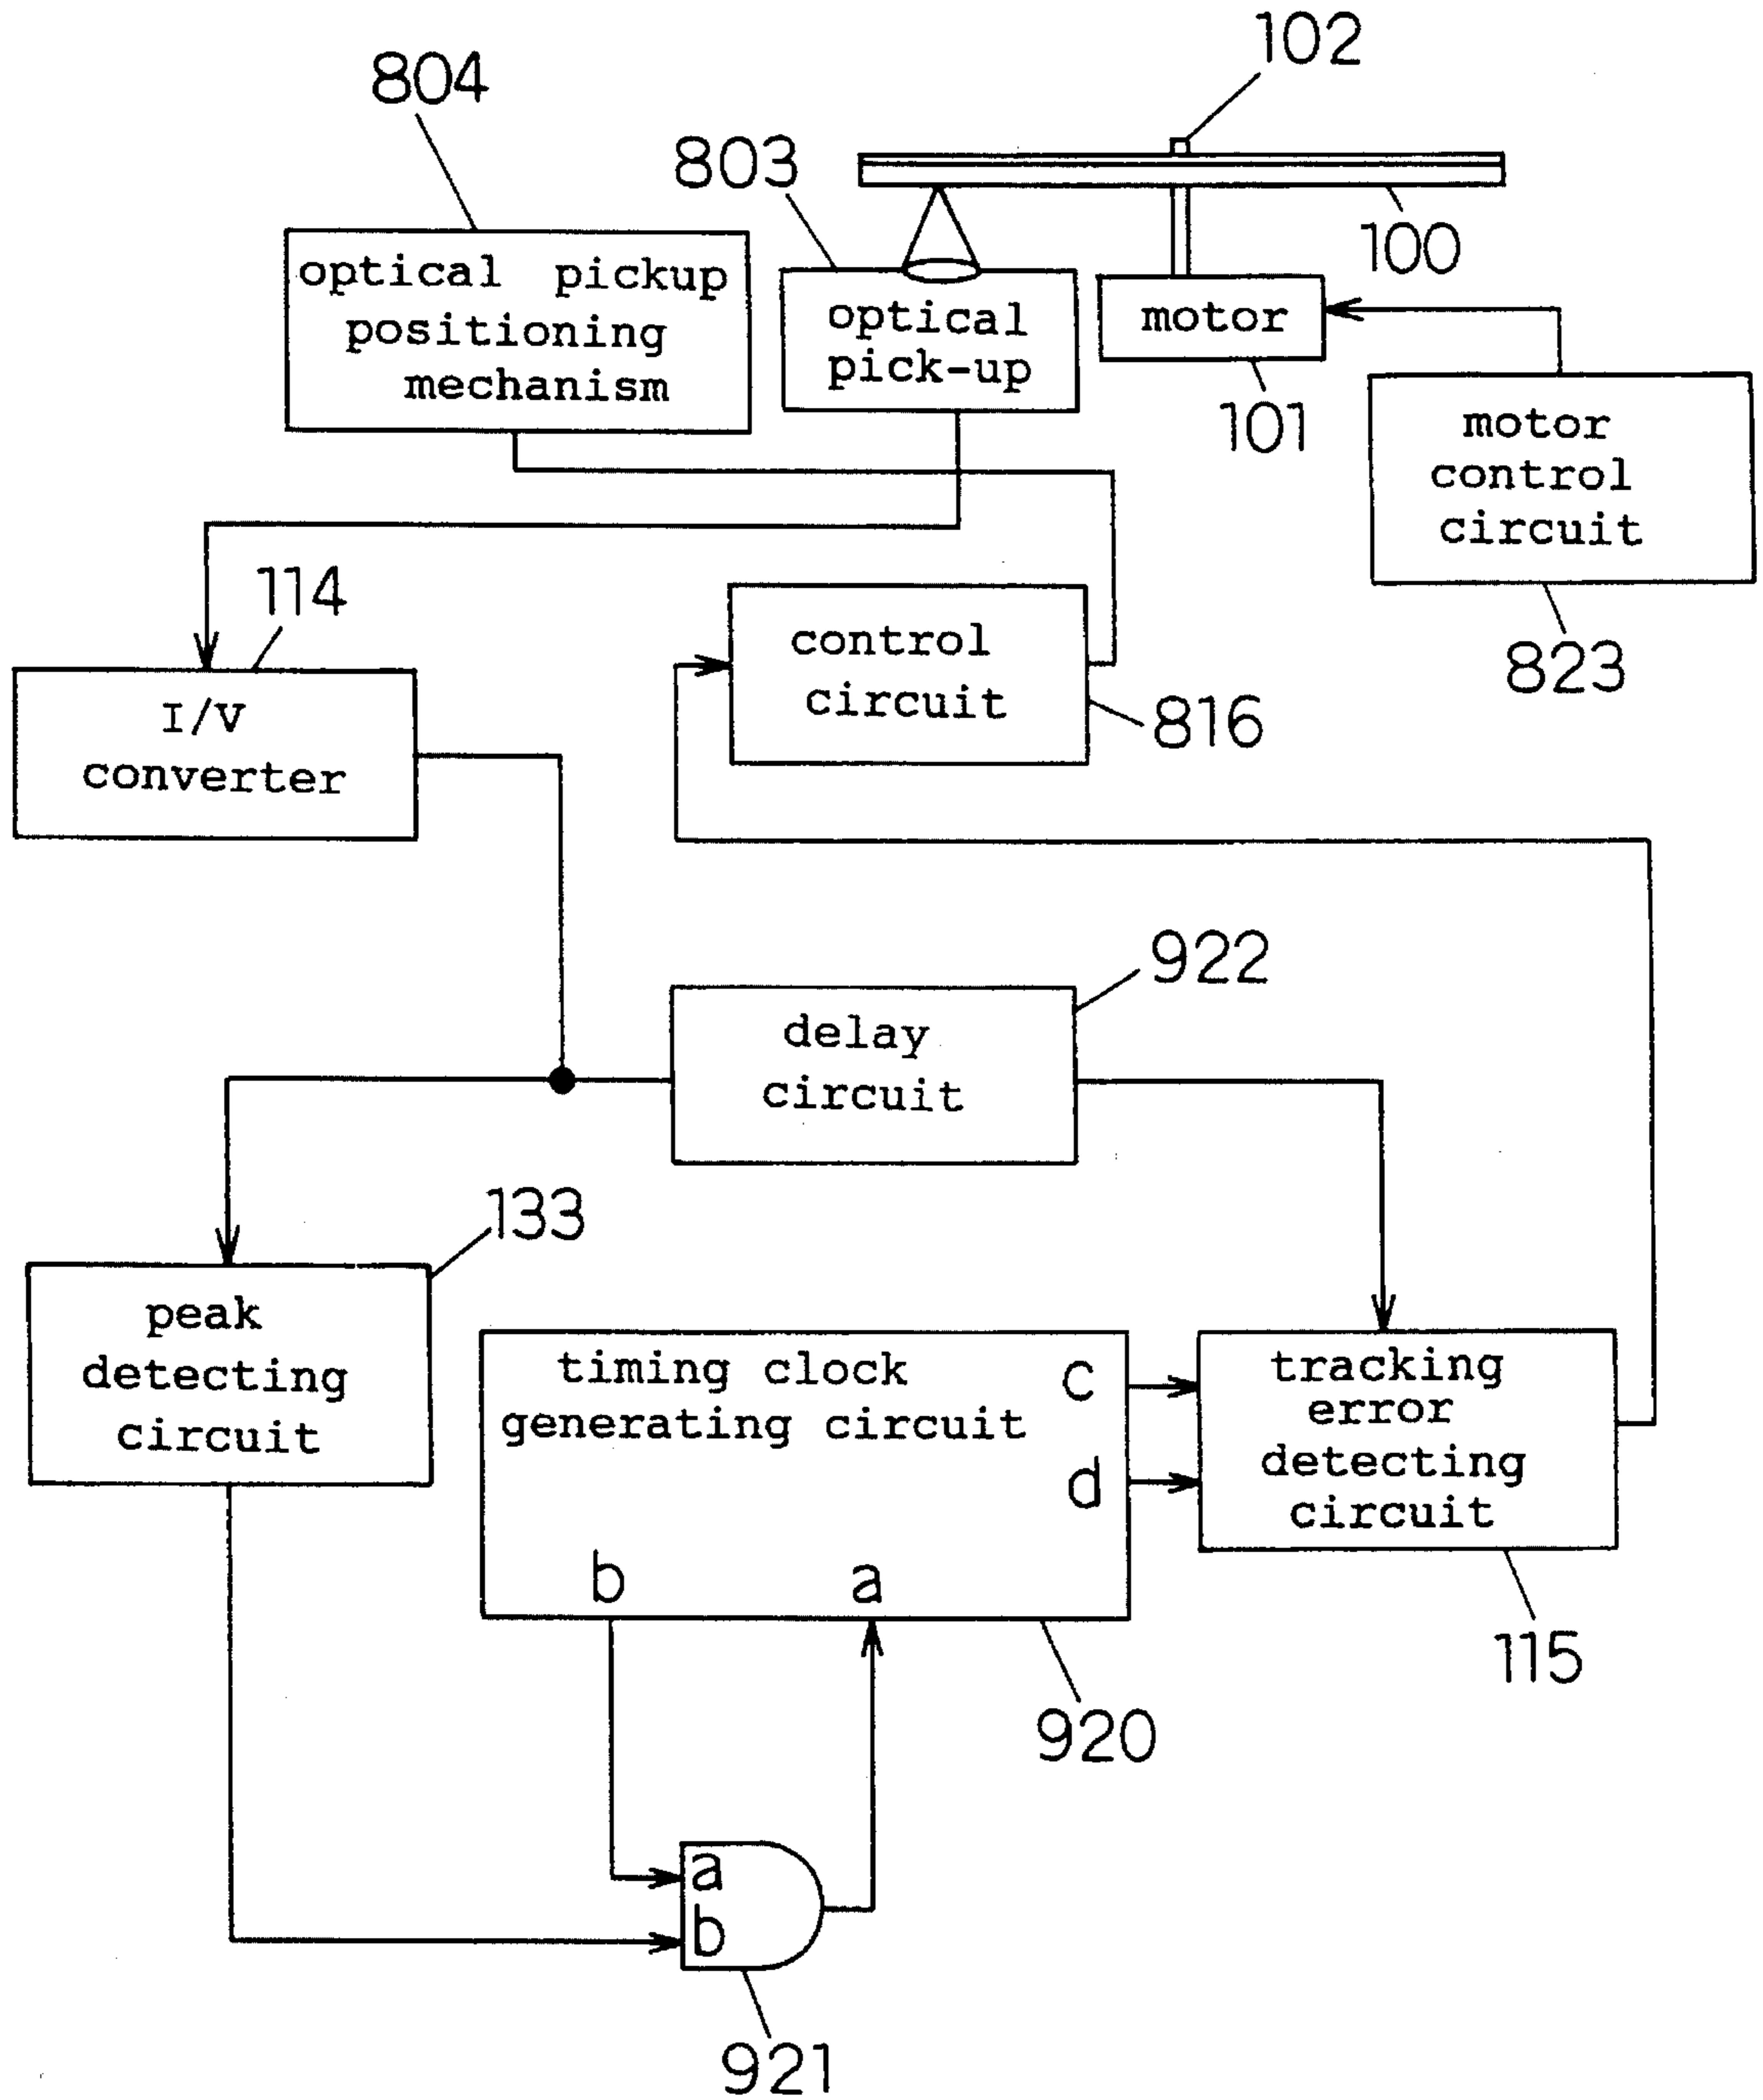 102
804
803
100
optical pickup
positioning
mechanism
optical
pick-up
motor
101
motor
control
circuit
823
114
I/V
converter
control
circuit
816
922
delay
circuit
133
peak
detecting
circuit
timing clock
generating circuit
c
d
b
a
tracking
error
detecting
circuit
115
920
a
b
921